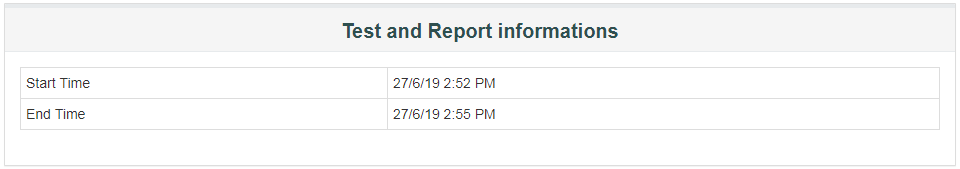 Test and Report informations
Start Time 27/6/19 2:52 PM
End Time 27/6/19 2:55 PM